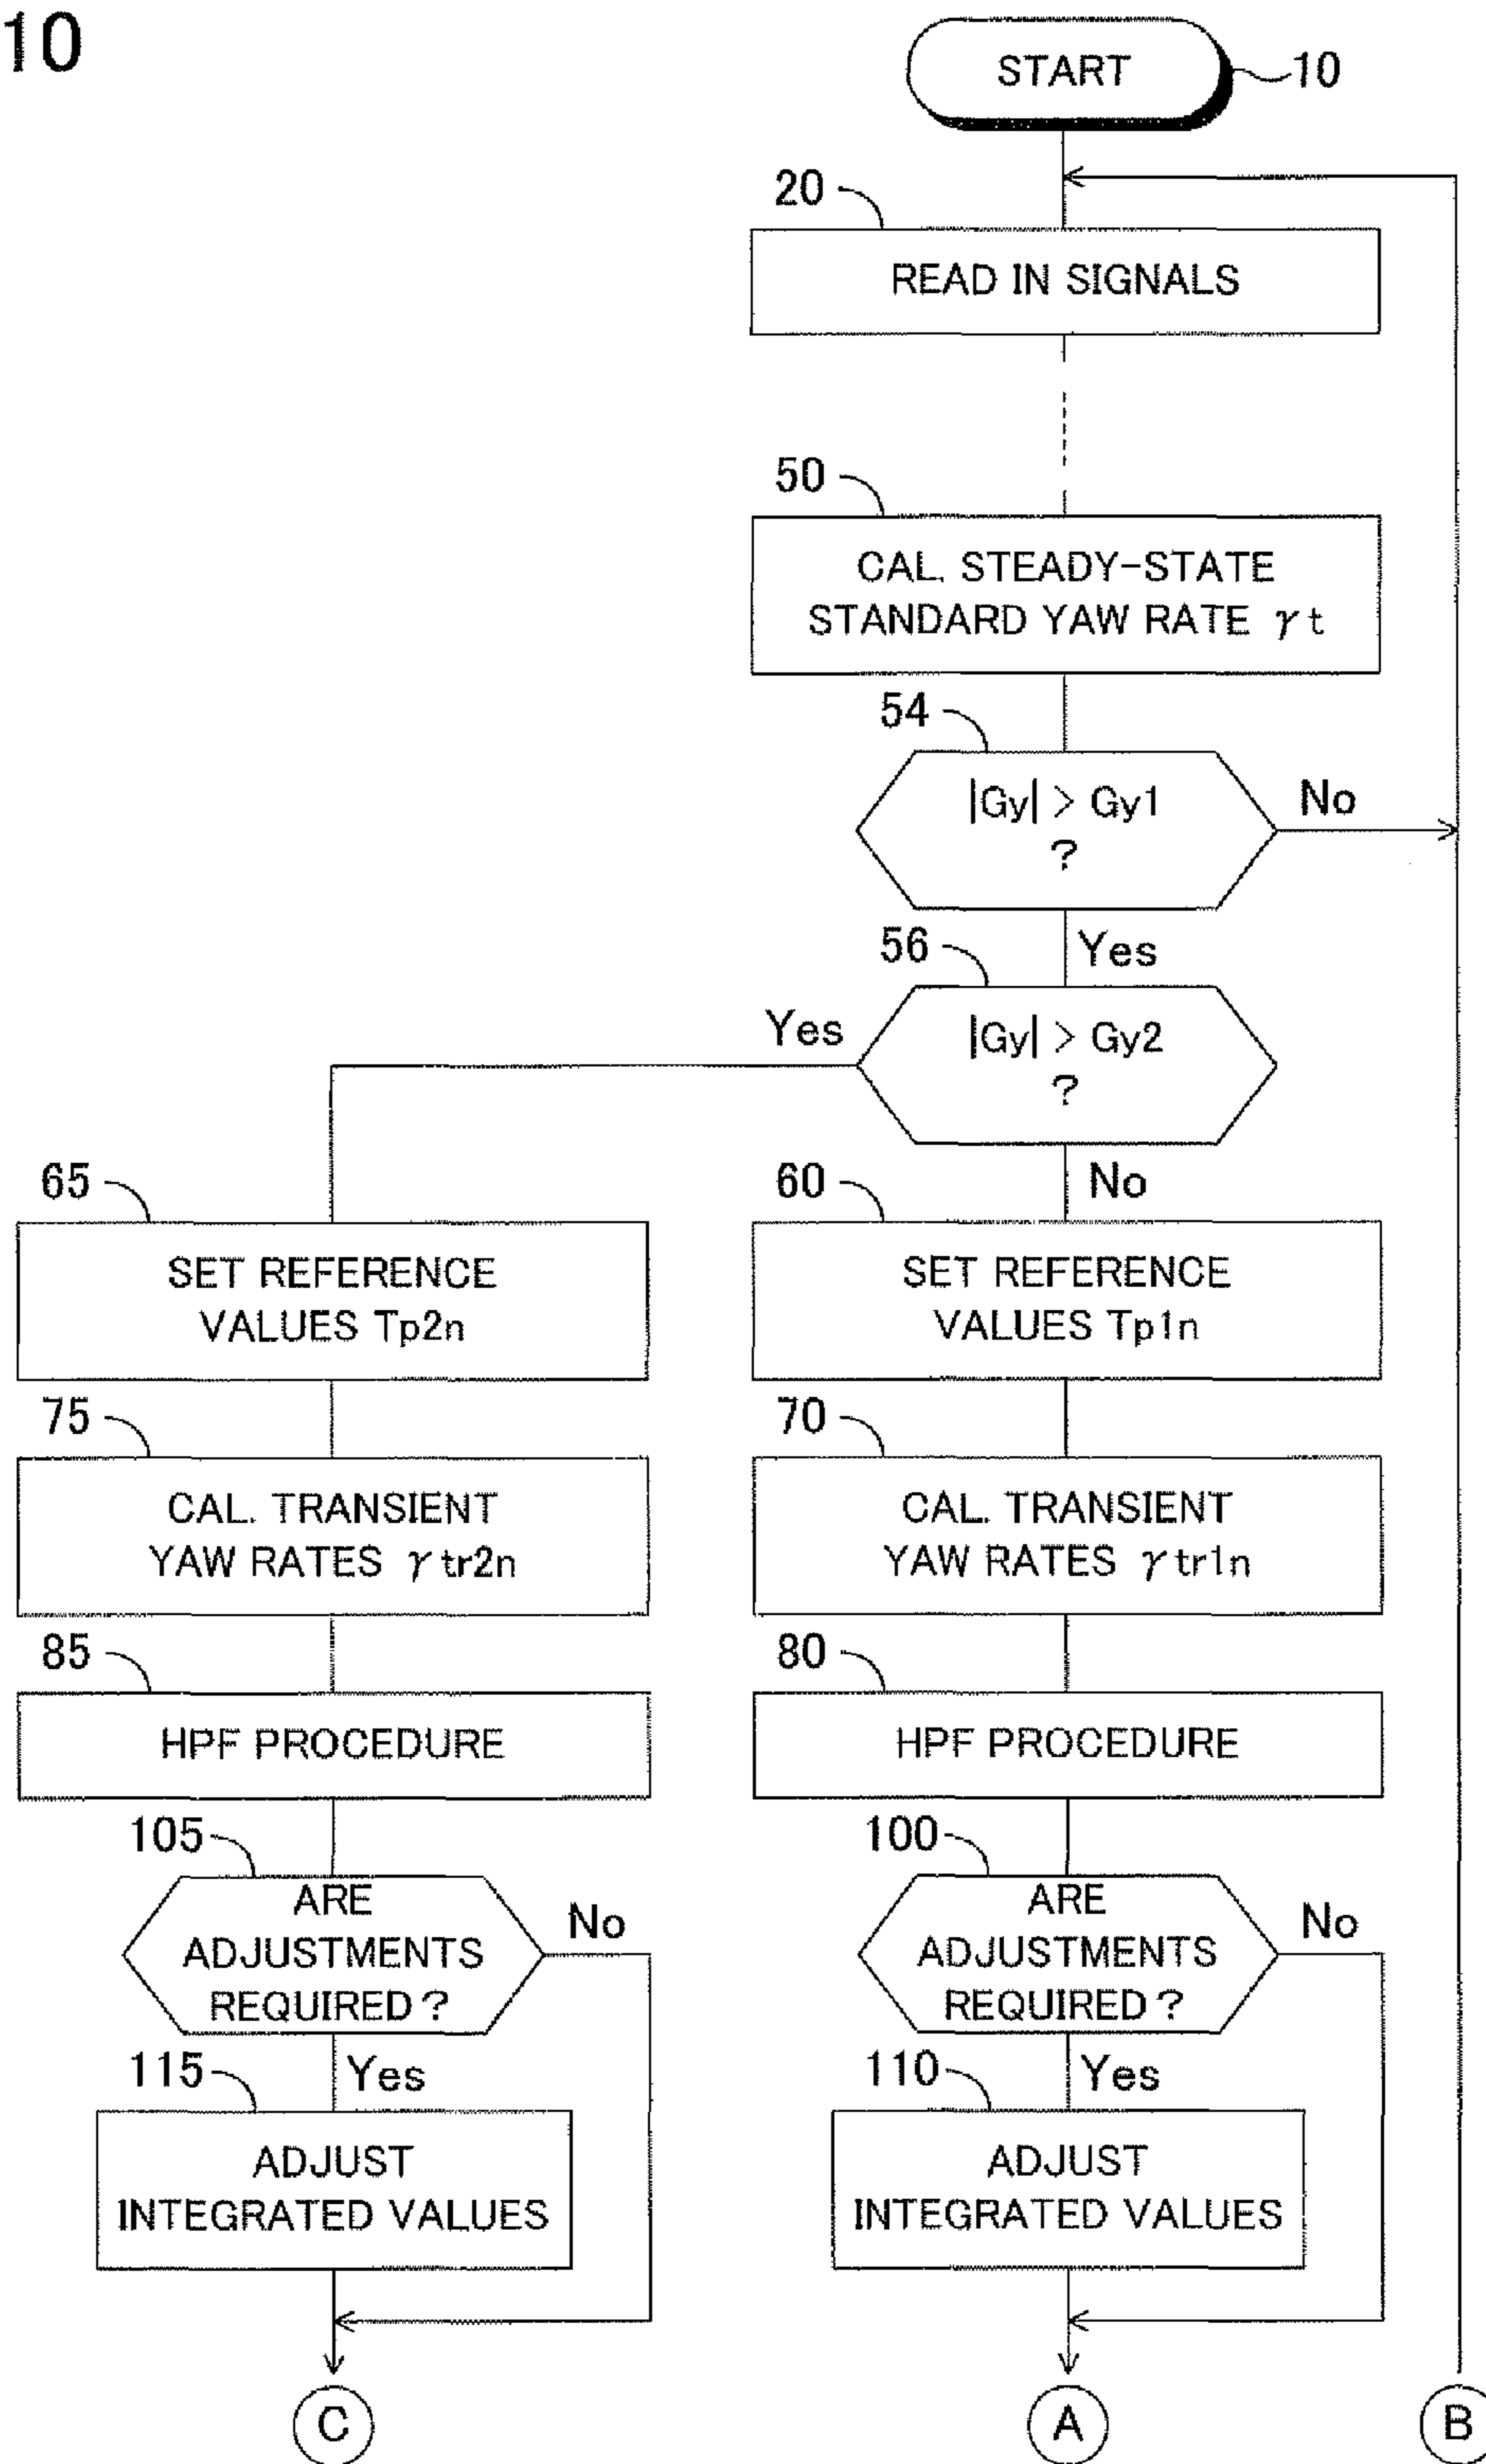 10
START
10
20
READ IN SIGNALS
50
CAL. STEADY-STATE
STANDARD YAW RATE γt
54
|Gy| > Gy1
?
No
Yes
56
|Gy| > Gy2
?
Yes
No
65
SET REFERENCE
VALUES Tp2n
60
SET REFERENCE
VALUES Tp1n
75
CAL. TRANSIENT
YAW RATES γtr2n
70
CAL. TRANSIENT
YAW RATES γtr1n
85
HPF PROCEDURE
80
HPF PROCEDURE
105
ARE
ADJUSTMENTS
REQUIRED?
No
Yes
100
ARE
ADJUSTMENTS
REQUIRED?
No
Yes
115
ADJUST
INTEGRATED VALUES
110
ADJUST
INTEGRATED VALUES
C
A
B